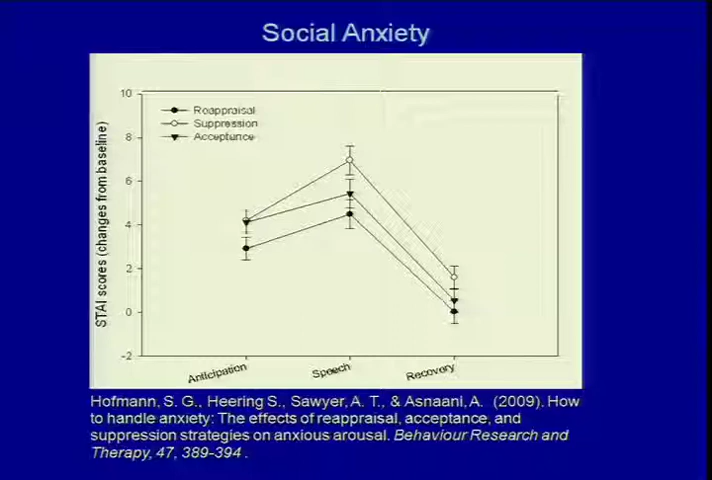 Social Anxiety
10
8
6
4
2
0
-2
STAI scores (changes from baseline)
Reappraisal
Suppression
Acceptance
Anticipation
Speech
Recovery
Hofmann, S. G., Heering S., Sawyer, A. T., & Asnaani, A. (2009). How
to handle anxiety: The effects of reappraisal, acceptance, and
suppression strategies on anxious arousal. Behaviour Research and
Therapy, 47, 389-394 .